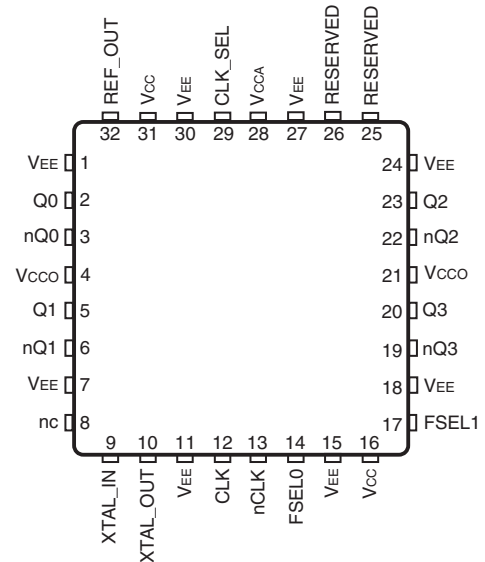 REF_OUT
VCC
VEE
CLK_SEL
VCCA
VEE
RESERVED
RESERVED
32 31 30 29 28 27 26 25
VEE 1
Q0 2
nQ0 3
VCCO 4
Q1 5
nQ1 6
VEE 7
nc 8
24 VEE
23 Q2
22 nQ2
21 VCCO
20 Q3
19 nQ3
18 VEE
17 FSEL1
9 10 11 12 13 14 15 16
XTAL_IN
XTAL_OUT
VEE
CLK
nCLK
FSEL0
VEE
VCC